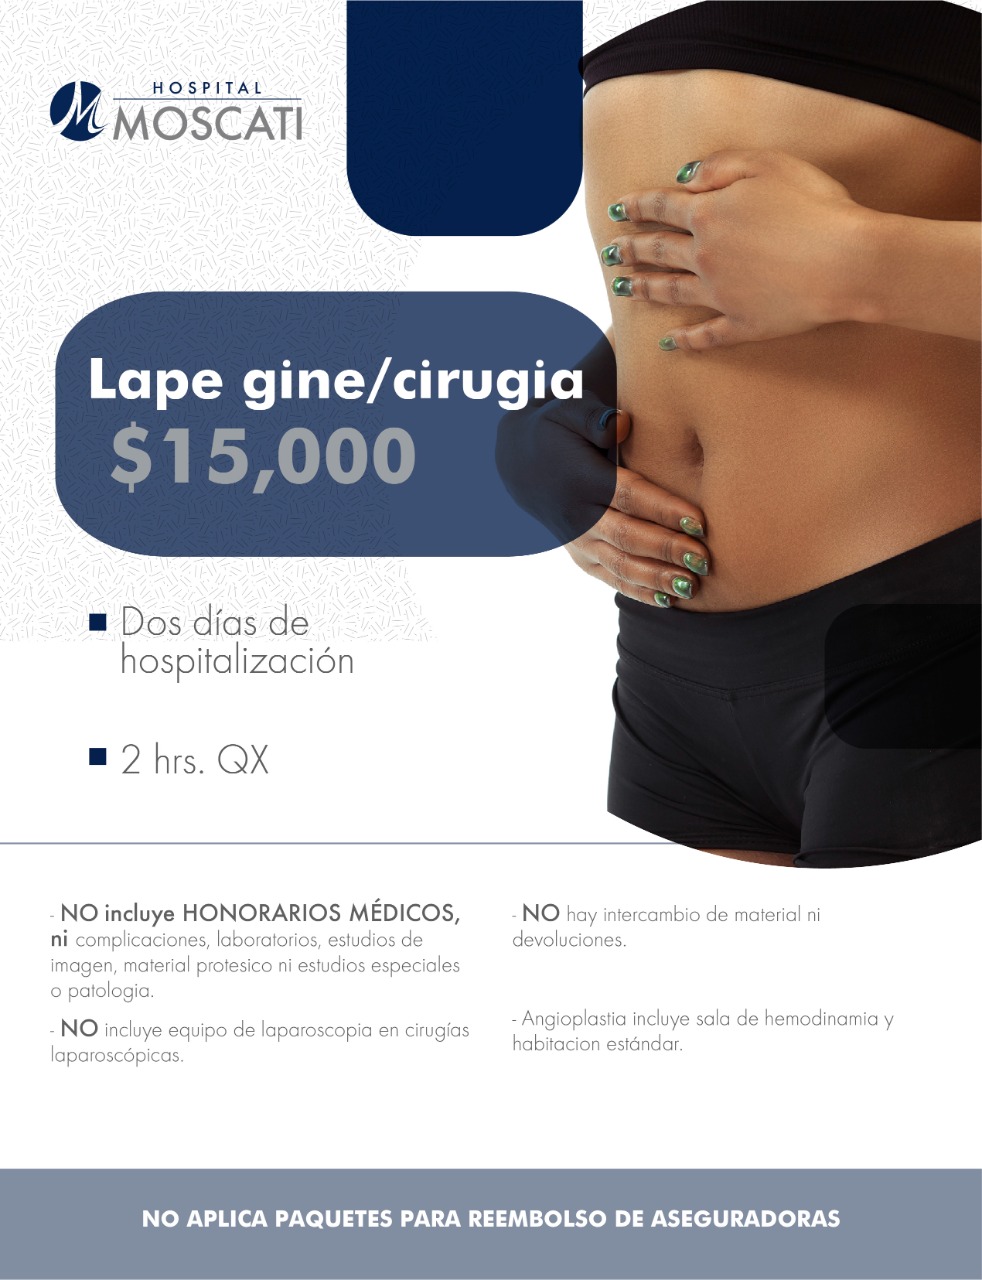 HOSPITAL
MOSCATI
Lape gine/cirugia
$15,000
Dos días de
hospitalización
2 hrs. QX
- NO incluye HONORARIOS MÉDICOS,
ni complicaciones, laboratorios, estudios de
imagen, material protesico ni estudios especiales
o patologia.
- NO incluye equipo de laparoscopia en cirugías
laparoscópicas.
- NO hay intercambio de material ni
devoluciones.
- Angioplastia incluye sala de hemodinamia y
habitacion estándar.
NO APLICA PAQUETES PARA REEMBOLSO DE ASEGURADORAS